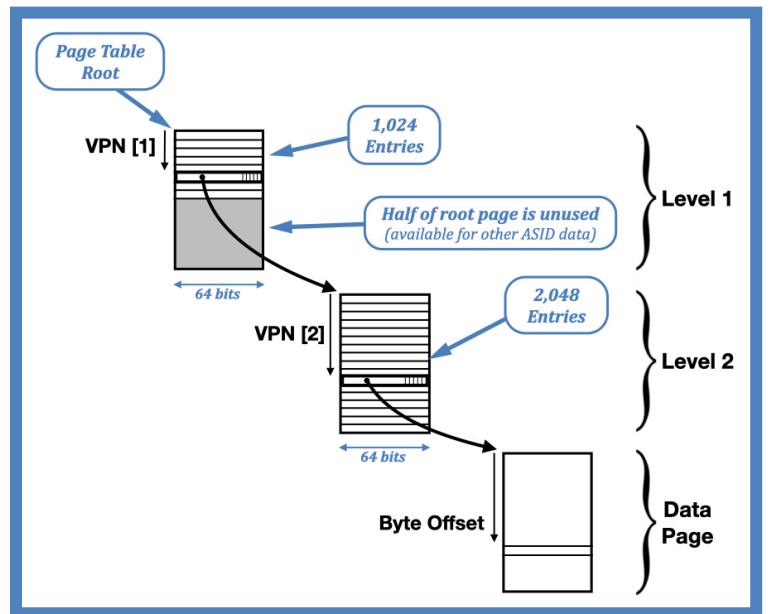 Page Table
Root
VPN [1]
1,024
Entries
Level 1
Half of root page is unused
(available for other ASID data)
64 bits
2,048
Entries
VPN [2]
Level 2
64 bits
Byte Offset
Data
Page